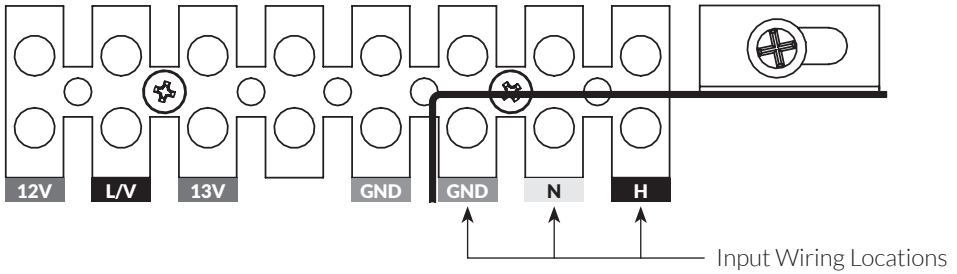 12V L/V 13V GND GND N H
Input Wiring Locations